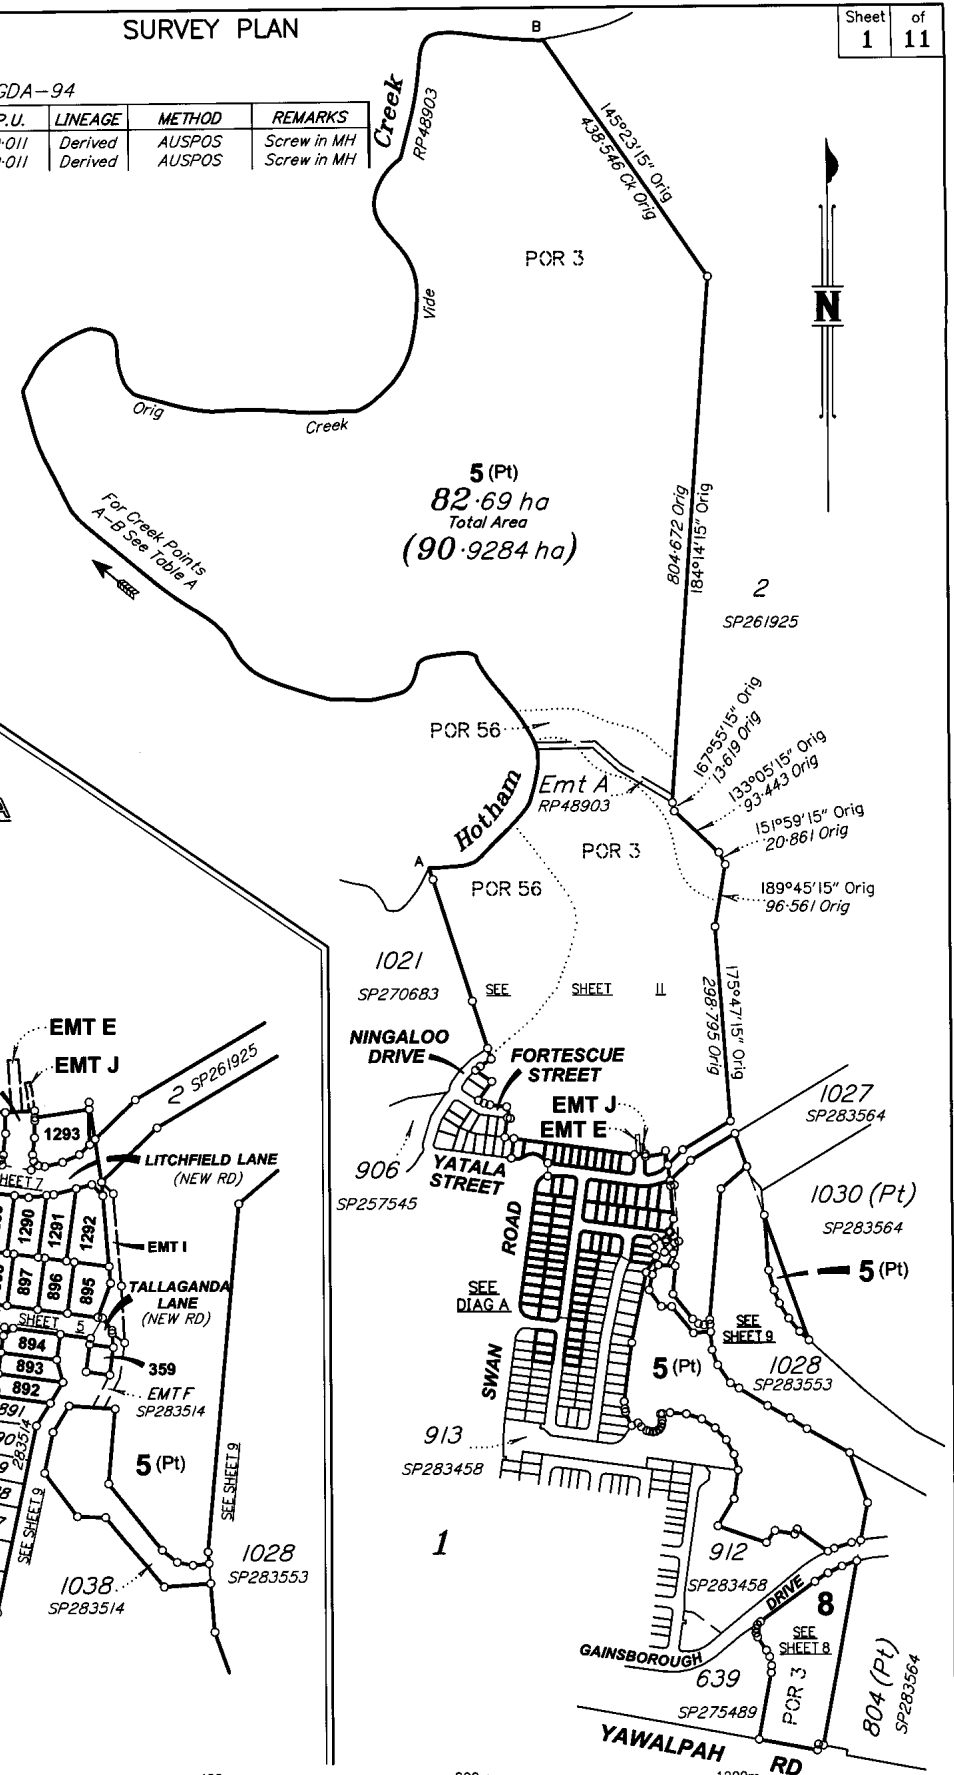 SURVEY PLAN
Sheet 1 of 11
GDA-94
P.U. LINEAGE METHOD REMARKS
·011 Derived AUSPOS Screw in MH
·011 Derived AUSPOS Screw in MH
B
Creek
RP48903
145°23'15" Orig
438·546 Ck Orig
POR 3
N
Vide
Orig
Creek
5 (Pt)
82·69 ha
Total Area
(90·9284 ha)
For Creek Points
A-B See Table A
804·672 Orig
184°14'15" Orig
2
SP261925
POR 56
167°55'15" Orig
13·619 Orig
133°05'15" Orig
93·443 Orig
Emt A
RP48903
Hotham
151°59'15" Orig
20·861 Orig
POR 3
A
POR 56
189°45'15" Orig
96·561 Orig
1021
SP270683
SEE SHEET 11
175°47'15" Orig
298·795 Orig
NINGALOO
DRIVE
FORTESCUE
STREET
EMT J
EMT E
1027
SP283564
906
SP257545
YATALA
STREET
1030 (Pt)
SP283564
ROAD
5 (Pt)
SEE
DIAG A
SEE
SHEET 9
SWAN
5 (Pt)
1028
SP283553
913
SP283458
1
912
SP283458
DRIVE
8
GAINSBOROUGH
SEE
SHEET 8
639
SP275489
POR 3
804 (Pt)
SP283564
YAWALPAH RD
EMT E
EMT J
2 SP261925
1293
LITCHFIELD LANE
(NEW RD)
SHEET 7
1290
1291
1292
EMT I
897
896
895
TALLAGANDA
LANE
(NEW RD)
SHEET 5
894
893
359
892
EMT F
SP283514
891
283514
5 (Pt)
SEE SHEET 9
SEE SHEET 9
1028
SP283553
1038
SP283514